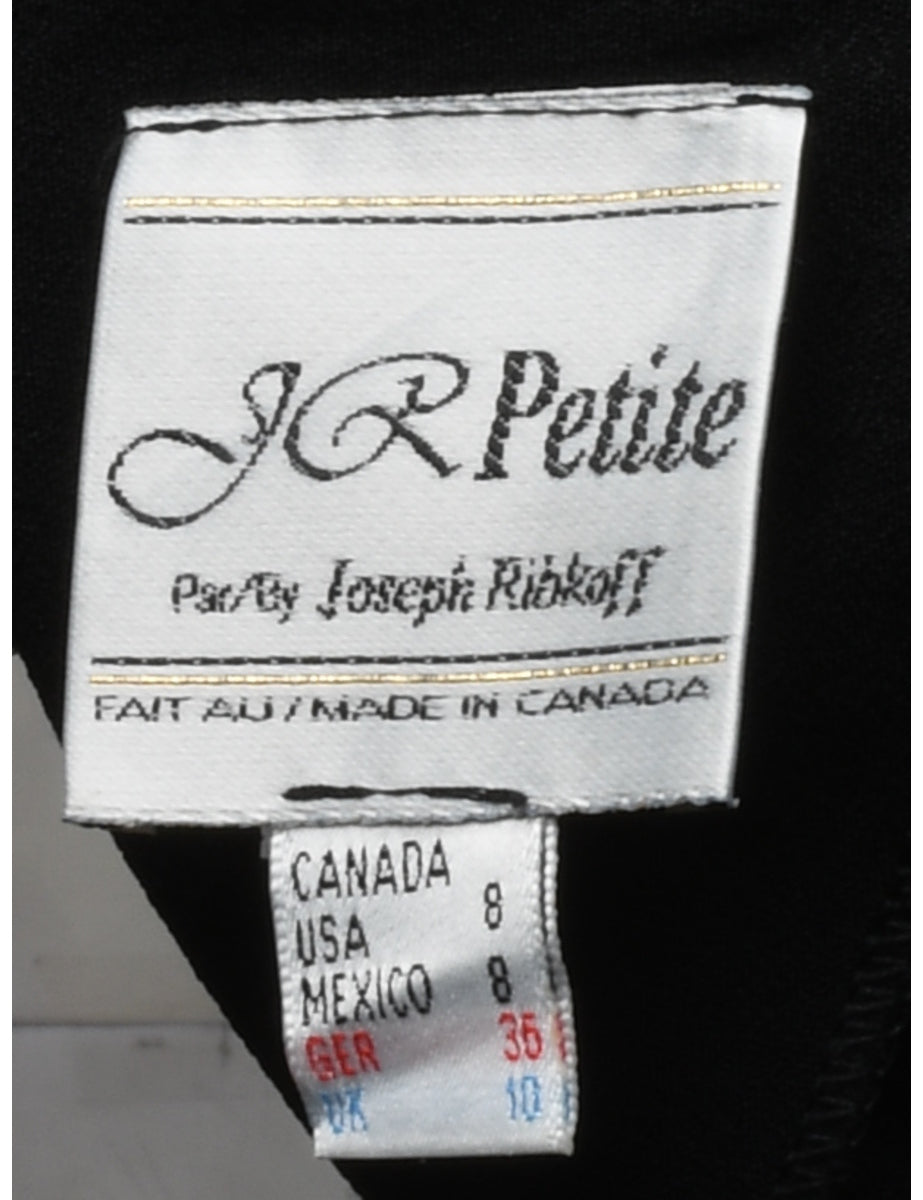 JR Petite
Par/By Joseph Ribkoff
FAIT AU / MADE IN CANADA
CANADA
USA 8
MEXICO 8
GER 36
UK 10